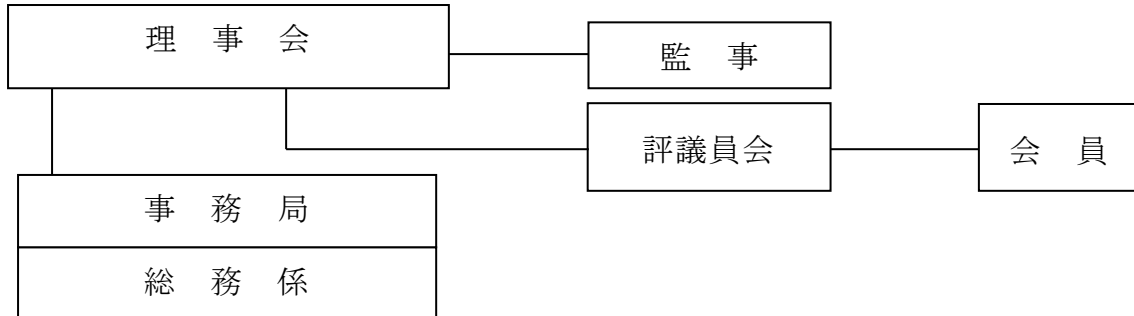 理 事 会
監 事
評議員会
会 員
事 務 局
総 務 係